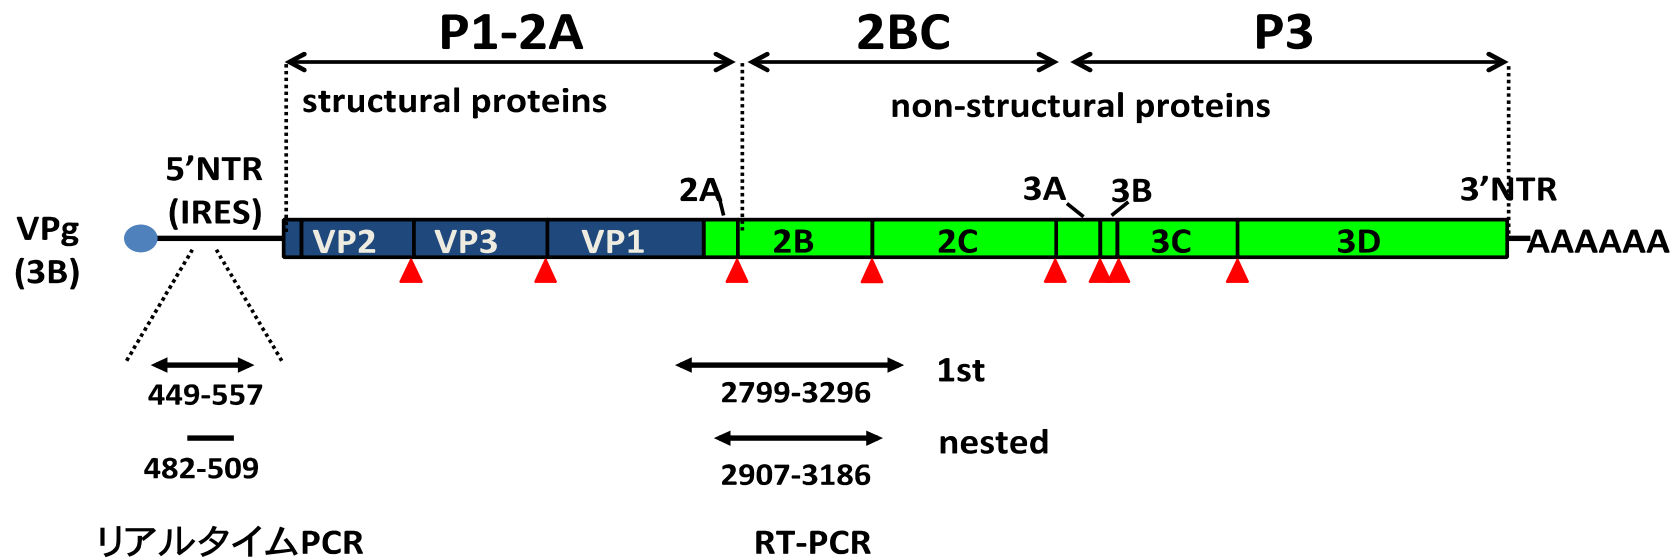 P1-2A 2BC P3
structural proteins
non-structural proteins
5’NTR
(IRES)
2A
3A
3B
3’NTR
VPg
(3B)
VP2 VP3 VP1 2B 2C 3C 3D
AAAAAA
1st
449-557
2799-3296
nested
482-509
2907-3186
リアルタイムPCR
RT-PCR